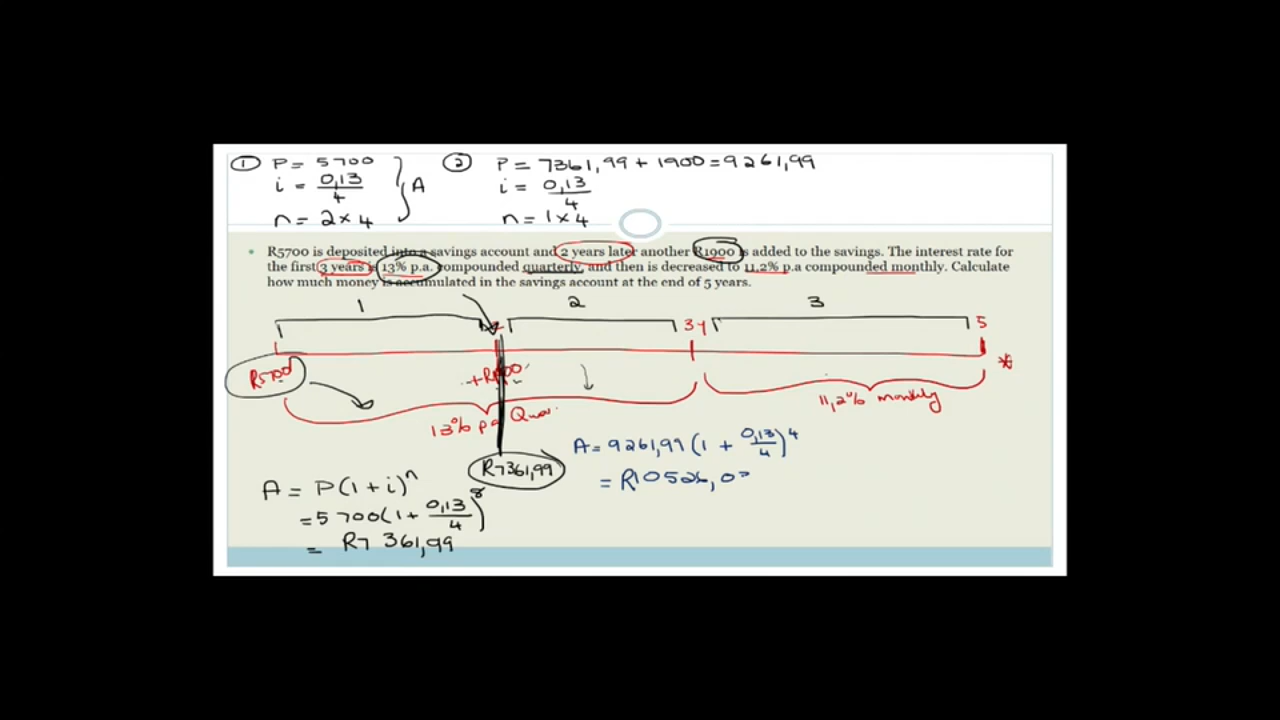 ① P = 5700
i = 0,13/4
n = 2×4
A
② P = 7361,99 + 1900 = 9261,99
i = 0,13/4
n = 1×4
• R5700 is deposited into a savings account and 2 years later another R1900 is added to the savings. The interest rate for
the first 3 years is 13% p.a. compounded quarterly, and then is decreased to 11,2% p.a compounded monthly. Calculate
how much money is accumulated in the savings account at the end of 5 years.
1 2 3
3y 5
R5700
13% pa Quar.
11,2% monthly
R7361,99
A = P(1 + i)ⁿ
= 5 700(1 + 0,13/4)⁸
= R7 361,99
A = 9261,99(1 + 0,13/4)⁴
= R10526,0